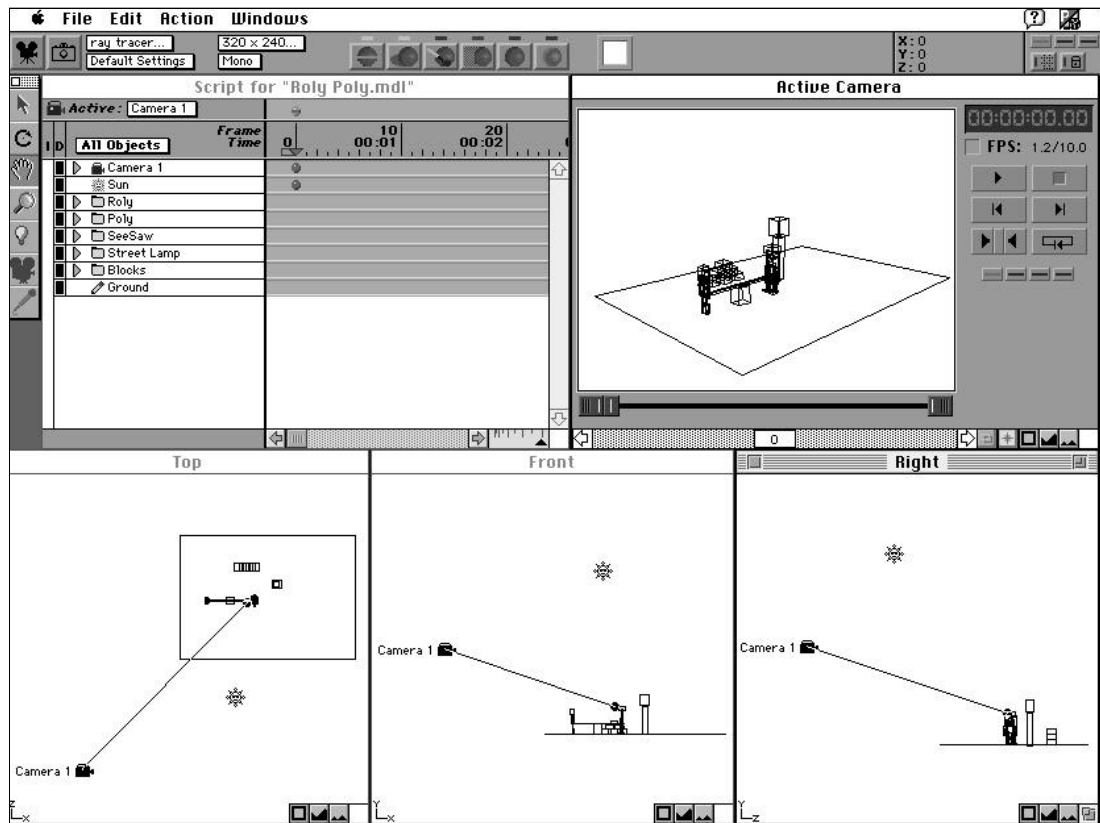 File Edit Action Windows
ray tracer... 320 x 240...
Default Settings Mono
X: 0
Y: 0
Z: 0
Script for "Roly Poly.mdl"
Active: Camera 1
I D All Objects Frame Time 0 10 00:01 20 00:02
Camera 1
Sun
Roly
Poly
SeeSaw
Street Lamp
Blocks
Ground
Active Camera
00:00:00.00
FPS: 1.2/10.0
0
Top
Camera 1
Z
X
Front
Camera 1
Y
X
Right
Camera 1
Y
Z